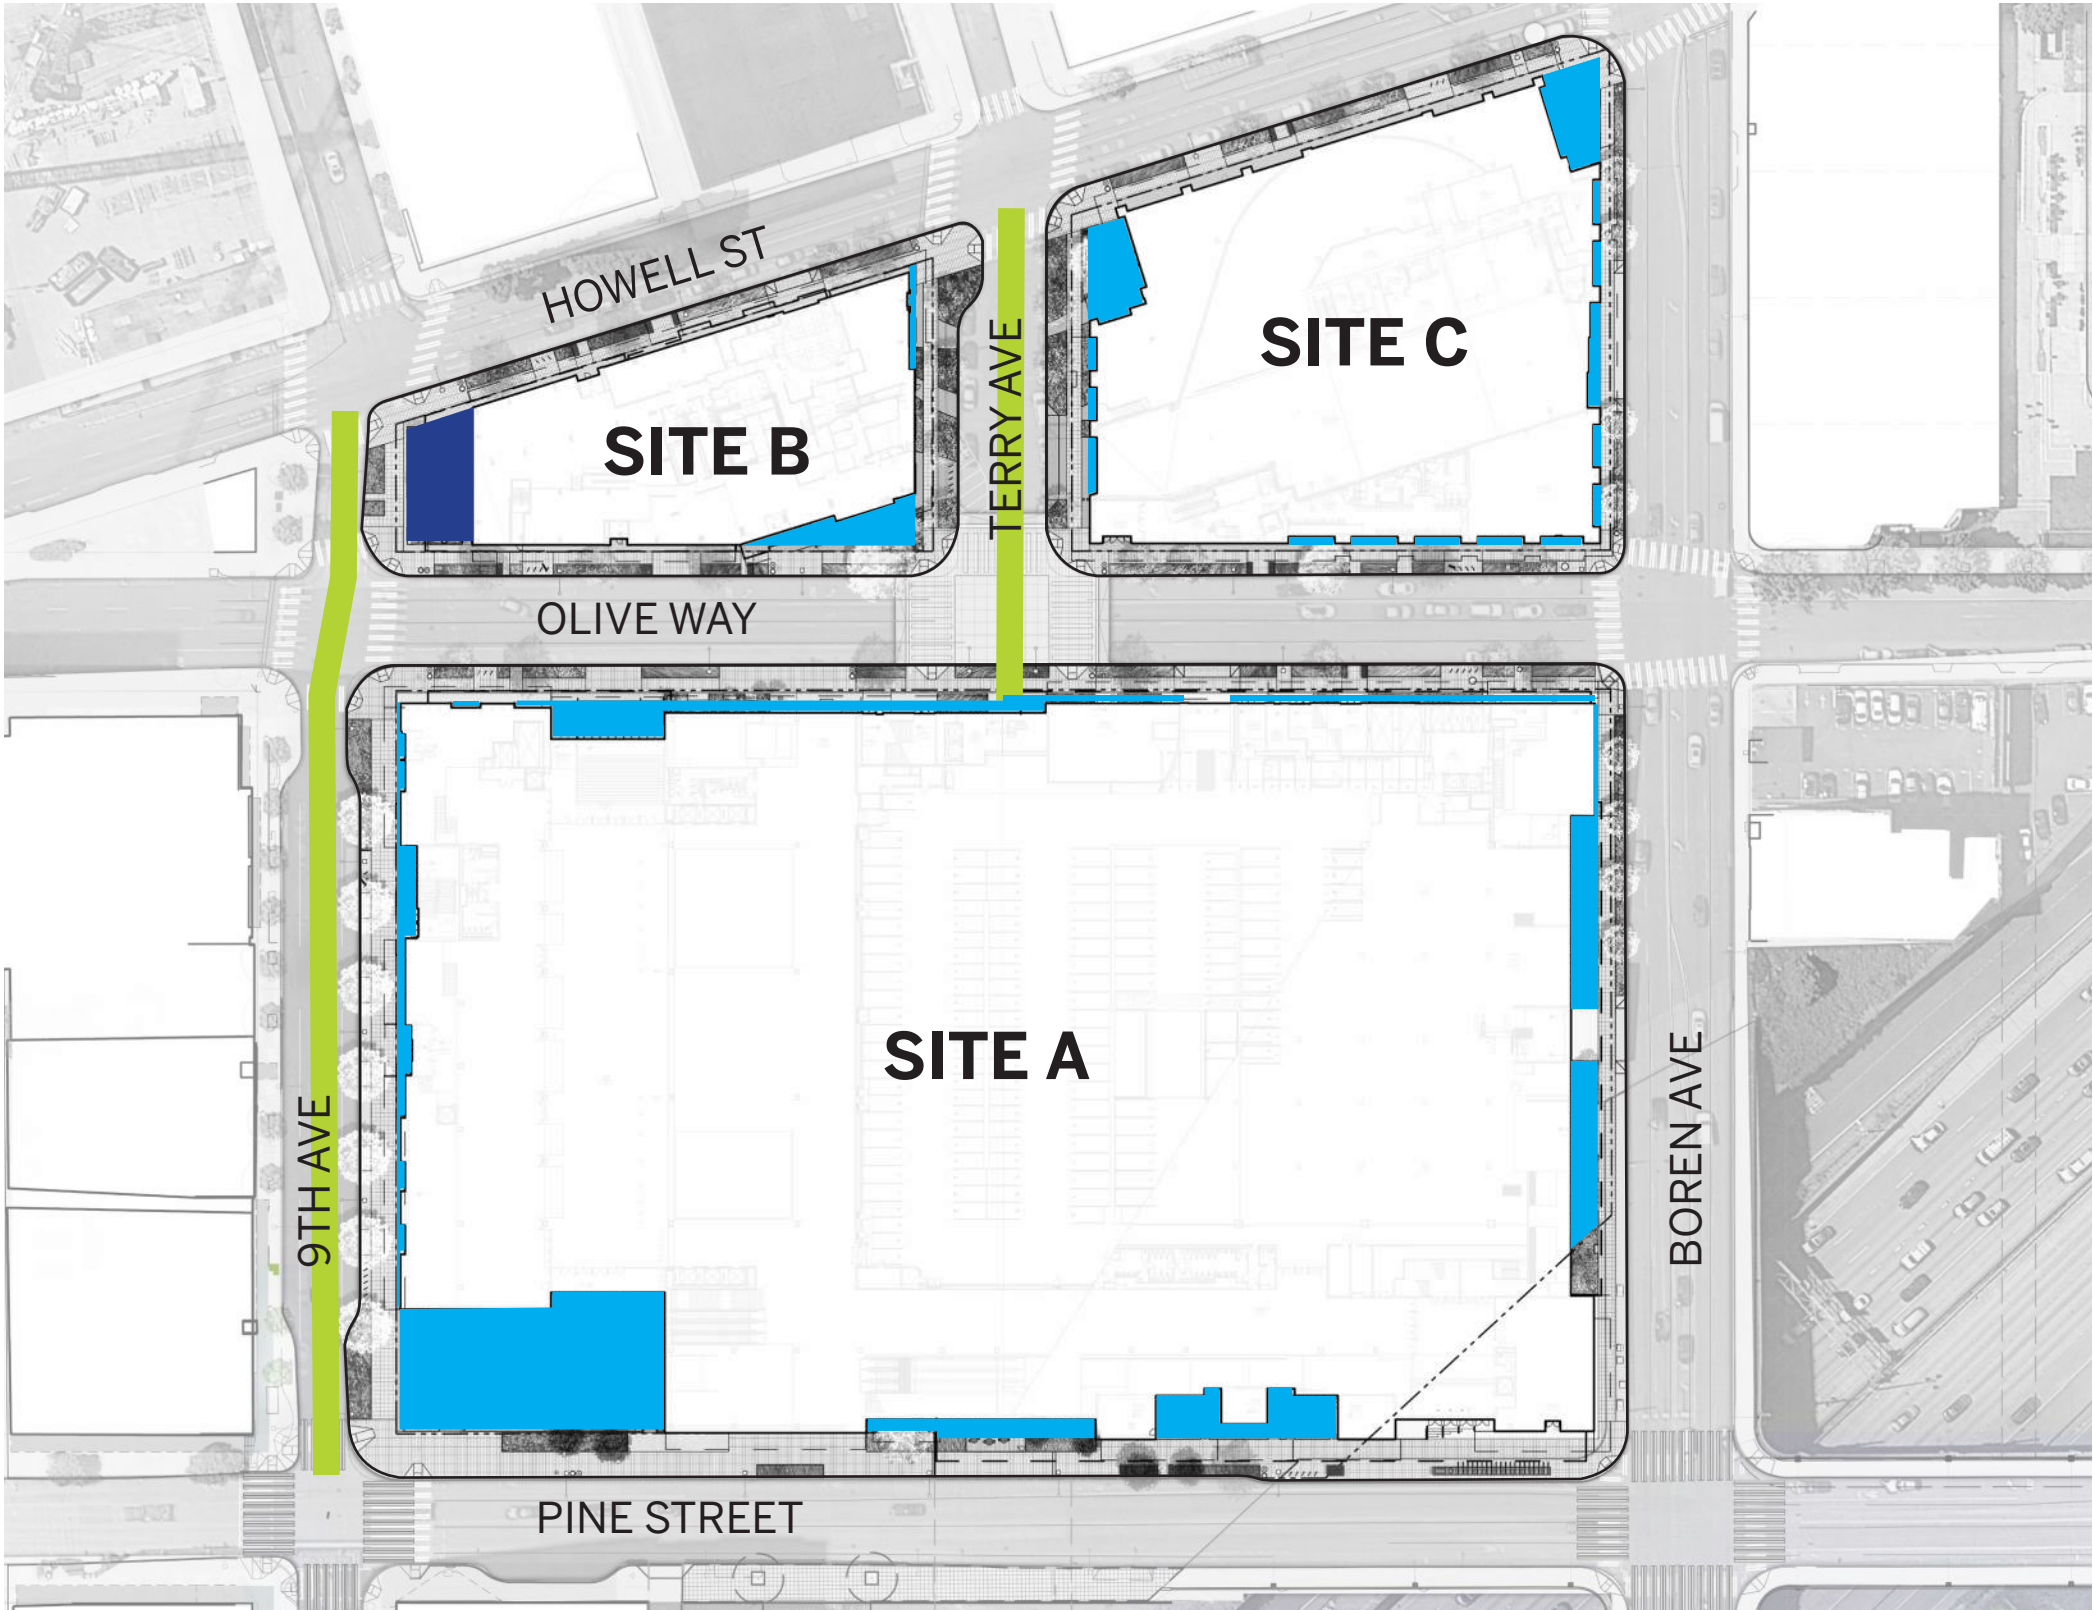 HOWELL ST
SITE C
TERRY AVE
SITE B
OLIVE WAY
SITE A
9TH AVE
BOREN AVE
PINE STREET